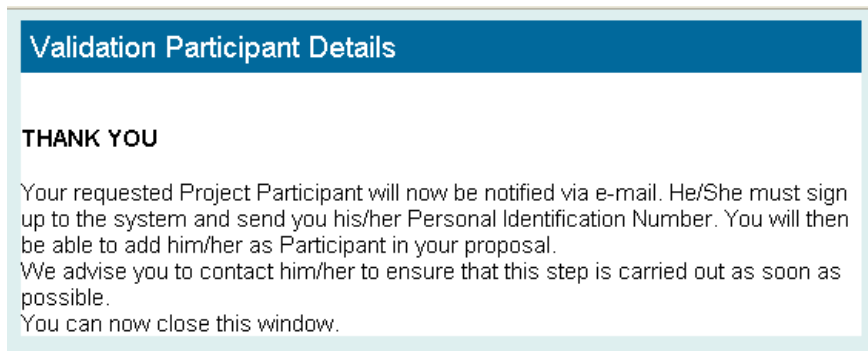 Validation Participant Details
THANK YOU
Your requested Project Participant will now be notified via e-mail. He/She must sign
up to the system and send you his/her Personal Identification Number. You will then
be able to add him/her as Participant in your proposal.
We advise you to contact him/her to ensure that this step is carried out as soon as
possible.
You can now close this window.